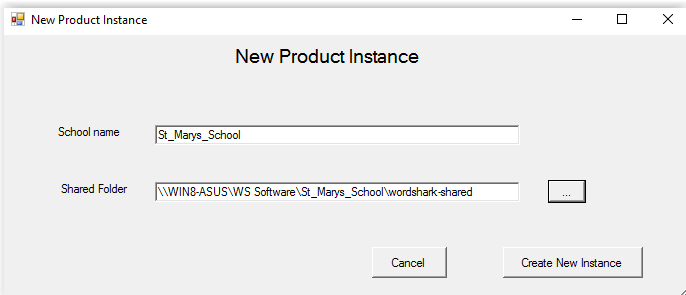 New Product Instance
New Product Instance
School name
St_Marys_School
Shared Folder
\\WIN8-ASUS\WS Software\St_Marys_School\wordshark-shared
...
Cancel
Create New Instance